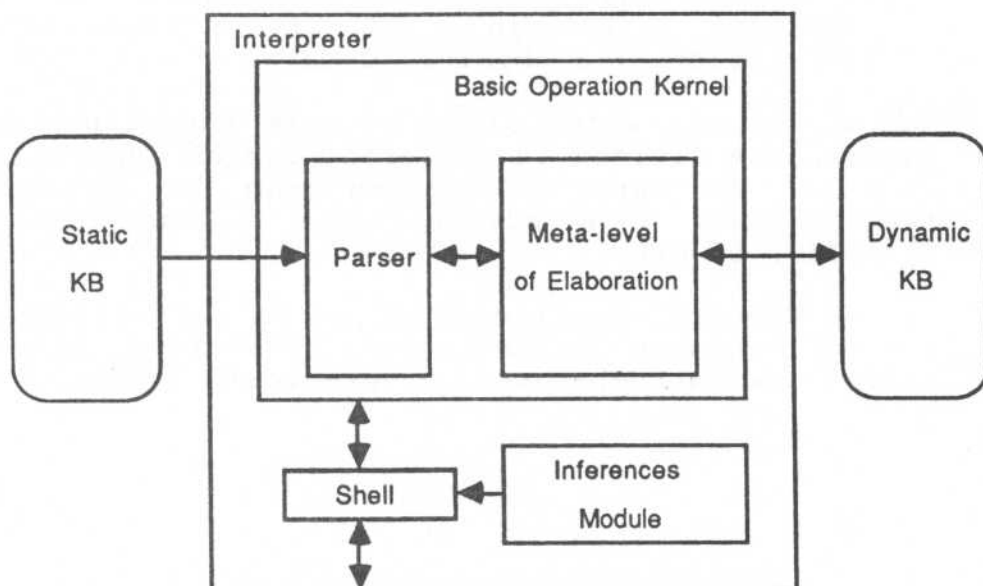 Interpreter
Basic Operation Kernel
Static
KB
Parser
Meta-level
of Elaboration
Dynamic
KB
Shell
Inferences
Module